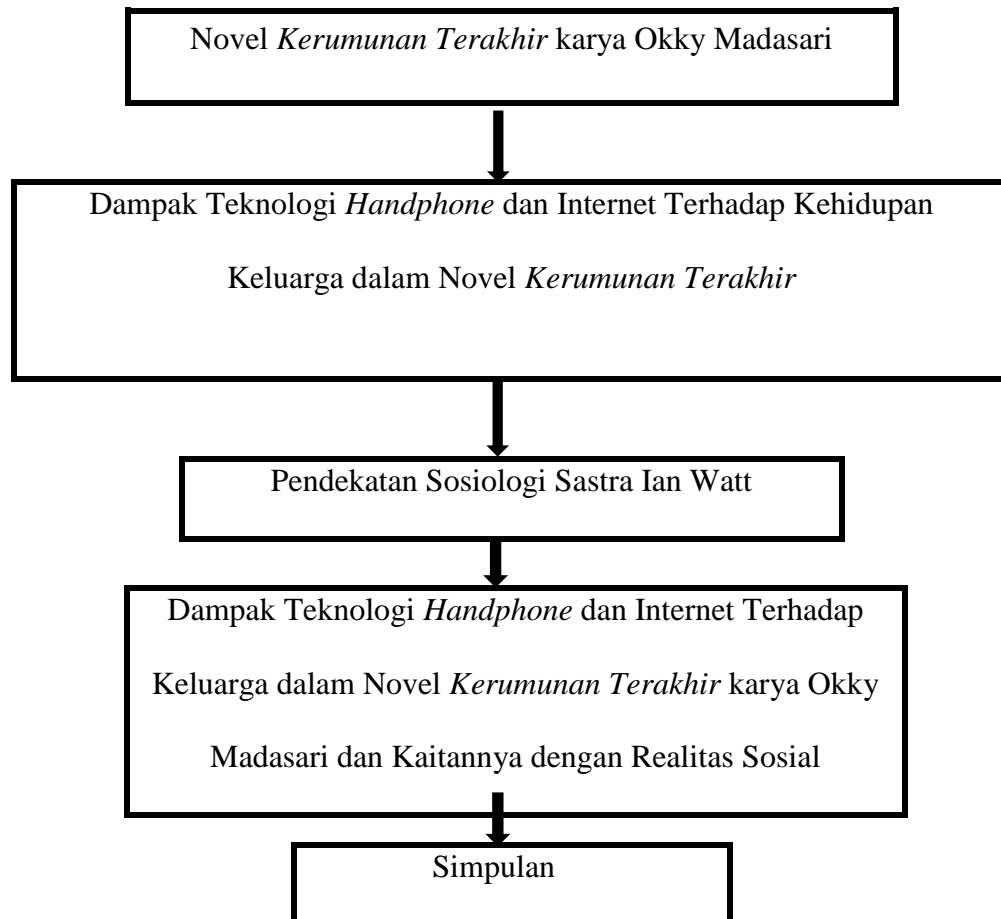 Novel Kerumunan Terakhir karya Okky Madasari
Dampak Teknologi Handphone dan Internet Terhadap Kehidupan
Keluarga dalam Novel Kerumunan Terakhir
Pendekatan Sosiologi Sastra Ian Watt
Dampak Teknologi Handphone dan Internet Terhadap
Keluarga dalam Novel Kerumunan Terakhir karya Okky
Madasari dan Kaitannya dengan Realitas Sosial
Simpulan